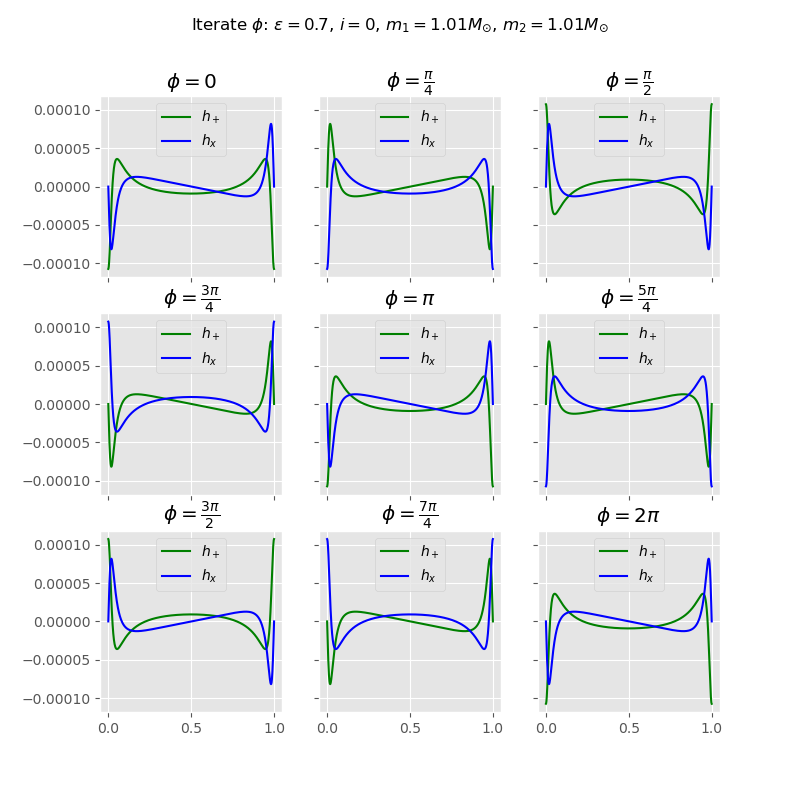 Iterate ϕ: ε = 0.7, i = 0, m₁ = 1.01M⊙, m₂ = 1.01M⊙
ϕ = 0
ϕ = π/4
ϕ = π/2
0.00010
0.00005
0.00000
−0.00005
−0.00010
h₊
hₓ
h₊
hₓ
h₊
hₓ
ϕ = 3π/4
ϕ = π
ϕ = 5π/4
0.00010
0.00005
0.00000
−0.00005
−0.00010
h₊
hₓ
h₊
hₓ
h₊
hₓ
ϕ = 3π/2
ϕ = 7π/4
ϕ = 2π
0.00010
0.00005
0.00000
−0.00005
−0.00010
h₊
hₓ
h₊
hₓ
h₊
hₓ
0.0 0.5 1.0
0.0 0.5 1.0
0.0 0.5 1.0